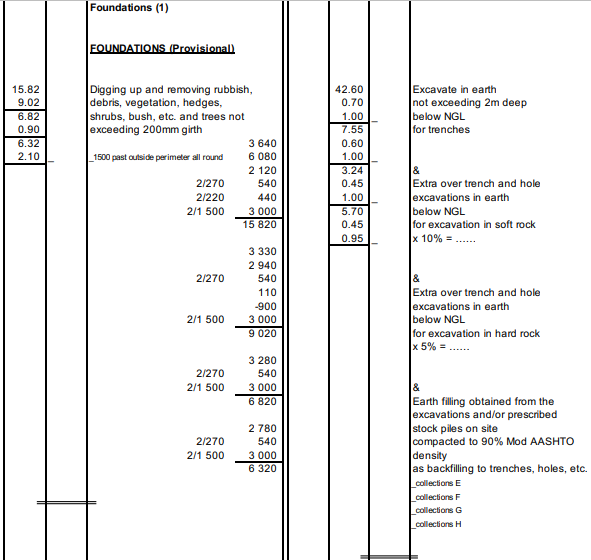 Foundations (1)
FOUNDATIONS (Provisional)
15.82 Digging up and removing rubbish,
9.02 debris, vegetation, hedges,
6.82 shrubs, bush, etc. and trees not
0.90 exceeding 200mm girth
6.32 3 640
2.10 _ _1500 past outside perimeter all round 6 080
2 120
2/270 540
2/220 440
2/1 500 3 000
15 820
3 330
2 940
2/270 540
110
-900
2/1 500 3 000
9 020
3 280
2/270 540
2/1 500 3 000
6 820
2 780
2/270 540
2/1 500 3 000
6 320
42.60 Excavate in earth
0.70 not exceeding 2m deep
1.00 _ below NGL
7.55 for trenches
0.60
1.00 _
3.24 &
0.45 Extra over trench and hole
1.00 _ excavations in earth
5.70 below NGL
0.45 for excavation in soft rock
0.95 _ x 10% = ......
&
Extra over trench and hole
excavations in earth
below NGL
for excavation in hard rock
x 5% = ......
&
Earth filling obtained from the
excavations and/or prescribed
stock piles on site
compacted to 90% Mod AASHTO
density
as backfilling to trenches, holes, etc.
_collections E
_collections F
_collections G
_collections H